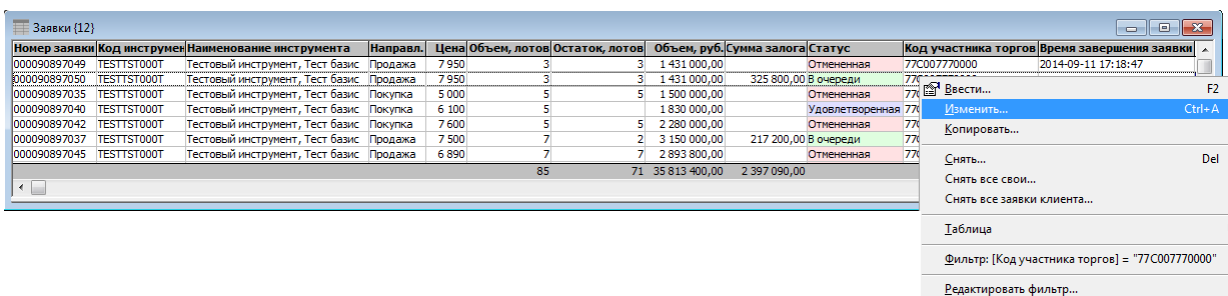 Заявки {12}
Номер заявки Код инструмен Наименование инструмента Направл. Цена Объем, лотов Остаток, лотов Объем, руб. Сумма залога Статус Код участника торгов Время завершения заявки
000090897049 TESTTST000T Тестовый инструмент, Тест базис Продажа 7 950 3 3 1 431 000,00 Отмененная 77C007770000 2014-09-11 17:18:47
000090897050 TESTTST000T Тестовый инструмент, Тест базис Продажа 7 950 3 3 1 431 000,00 325 800,00 В очереди
000090897035 TESTTST000T Тестовый инструмент, Тест базис Покупка 5 000 5 5 1 500 000,00 Отмененная 77C
000090897040 TESTTST000T Тестовый инструмент, Тест базис Покупка 6 100 5 1 830 000,00 Удовлетворенная 77C
000090897042 TESTTST000T Тестовый инструмент, Тест базис Покупка 7 600 5 5 2 280 000,00 Отмененная 77C
000090897037 TESTTST000T Тестовый инструмент, Тест базис Продажа 7 500 7 2 3 150 000,00 217 200,00 В очереди 77C
000090897045 TESTTST000T Тестовый инструмент, Тест базис Продажа 6 890 7 7 2 893 800,00 Отмененная 77C
85 71 35 813 400,00 2 397 090,00
Ввести... F2
Изменить... Ctrl+A
Копировать...
Снять... Del
Снять все свои...
Снять все заявки клиента...
Таблица
Фильтр: [Код участника торгов] = "77C007770000"
Редактировать фильтр...